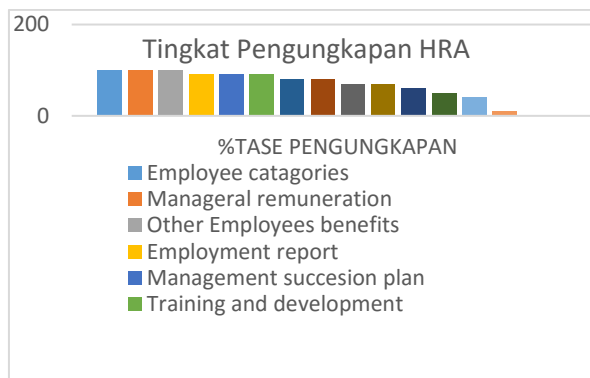 200
Tingkat Pengungkapan HRA
0
%TASE PENGUNGKAPAN
Employee catagories
Manageral remuneration
Other Employees benefits
Employment report
Management succesion plan
Training and development